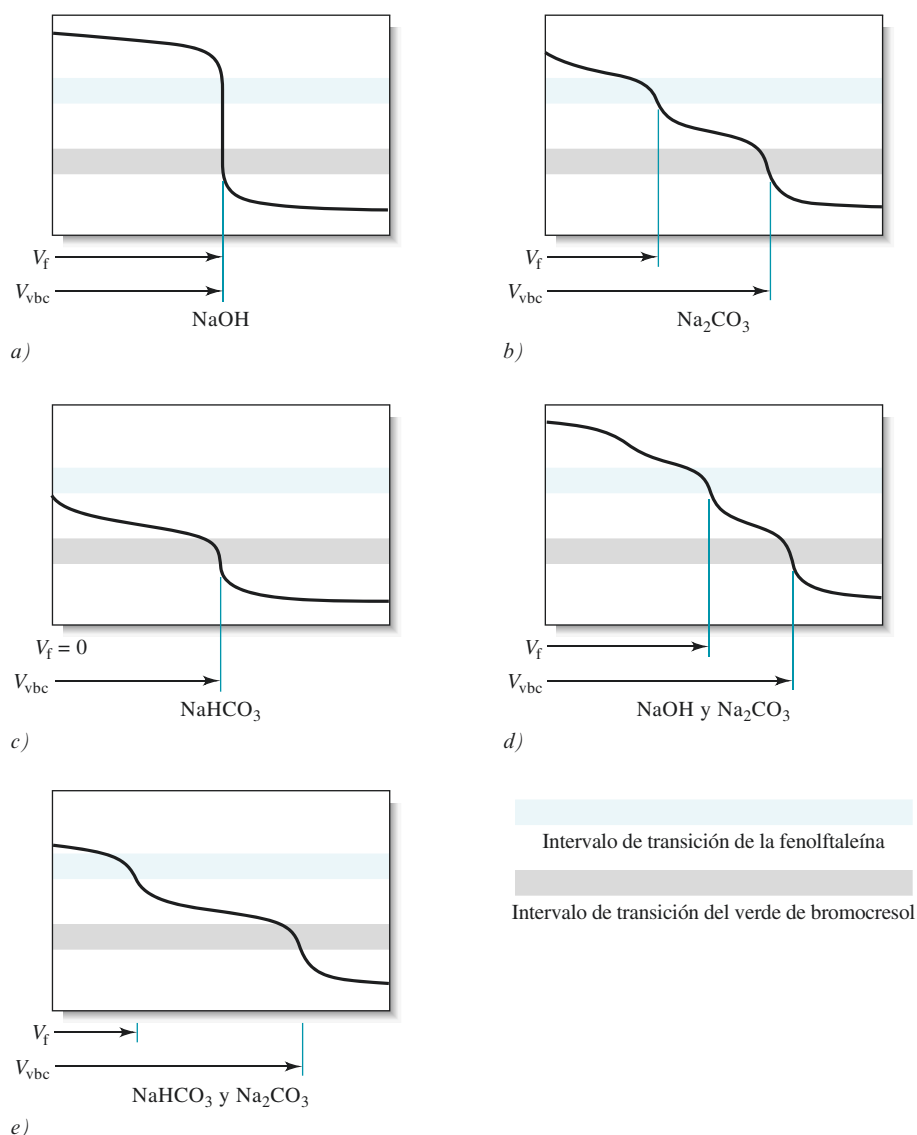 V_f
V_vbc
NaOH
a)
V_f
V_vbc
Na₂CO₃
b)
V_f = 0
V_vbc
NaHCO₃
c)
V_f
V_vbc
NaOH y Na₂CO₃
d)
V_f
V_vbc
NaHCO₃ y Na₂CO₃
e)
Intervalo de transición de la fenolftaleína
Intervalo de transición del verde de bromocresol